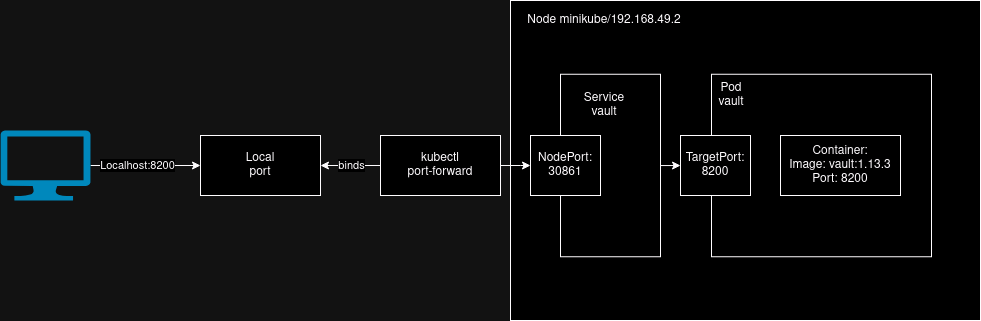 Node minikube/192.168.49.2
Localhost:8200
Local
port
binds
kubectl
port-forward
Service
vault
NodePort:
30861
Pod
vault
TargetPort:
8200
Container:
Image: vault:1.13.3
Port: 8200